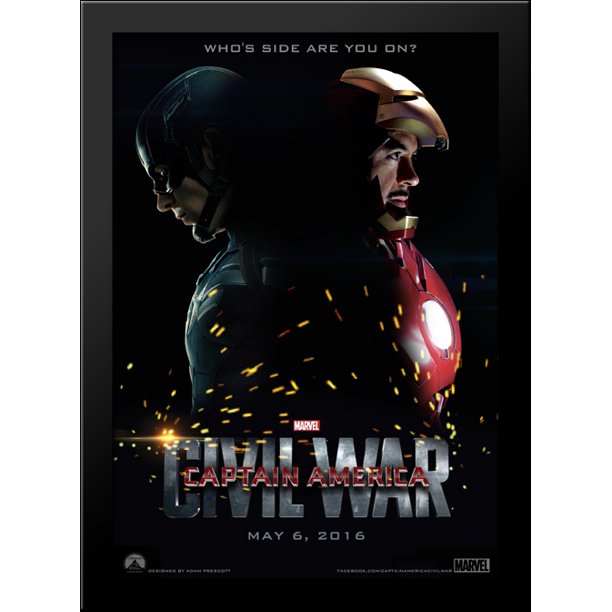 WHO'S SIDE ARE YOU ON?
MARVEL
CIVIL WAR
CAPTAIN AMERICA
MAY 6, 2016
DESIGNED BY ADAM PRESCOTT
FACEBOOK.COM/CAPTAINAMERICACIVILWAR
MARVEL